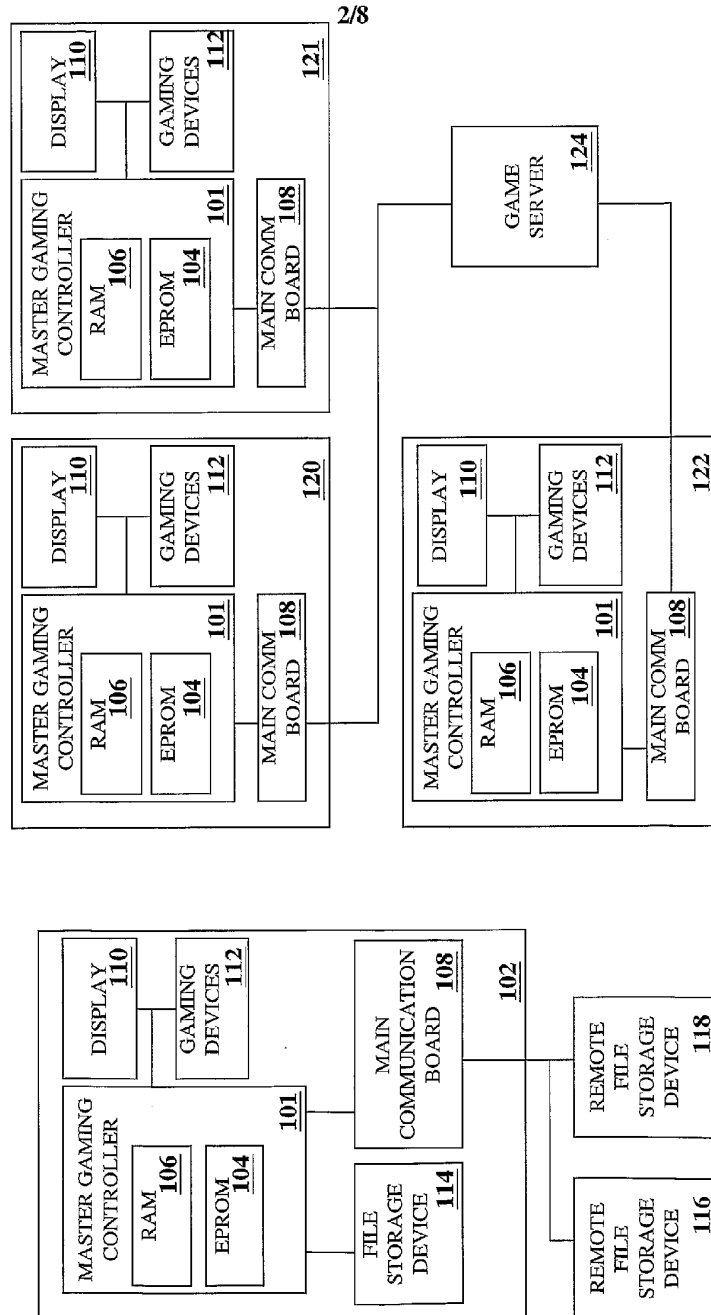 2/8
MASTER GAMING
CONTROLLER
RAM
106
EPROM
104
101
DISPLAY
110
GAMING
DEVICES
112
FILE
STORAGE
DEVICE
114
MAIN
COMMUNICATION
BOARD
108
102
REMOTE
FILE
STORAGE
DEVICE
116
REMOTE
FILE
STORAGE
DEVICE
118
MASTER GAMING
CONTROLLER
RAM
106
EPROM
104
101
DISPLAY
110
GAMING
DEVICES
112
MAIN COMM
BOARD 108
120
MASTER GAMING
CONTROLLER
RAM
106
EPROM
104
101
DISPLAY
110
GAMING
DEVICES
112
MAIN COMM
BOARD 108
121
MASTER GAMING
CONTROLLER
RAM
106
EPROM
104
101
DISPLAY
110
GAMING
DEVICES
112
MAIN COMM
BOARD 108
122
GAME
SERVER
124